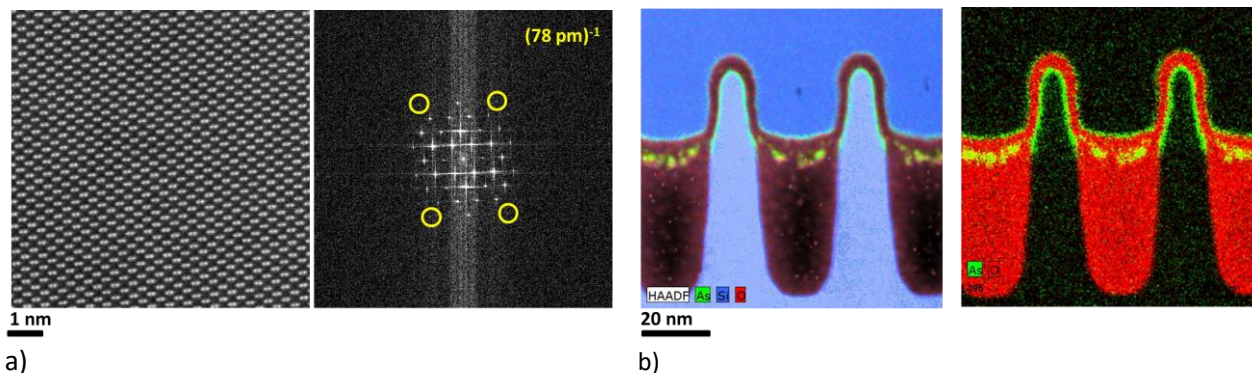 (78 pm)-1
1 nm
a)
HAADF As Si O
20 nm
As O
b)